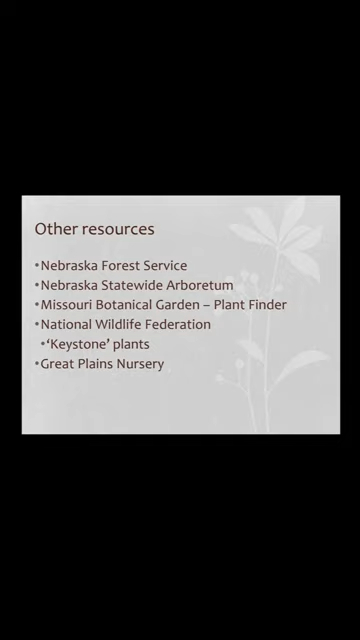 Other resources
•Nebraska Forest Service
•Nebraska Statewide Arboretum
•Missouri Botanical Garden – Plant Finder
•National Wildlife Federation
•‘Keystone’ plants
•Great Plains Nursery